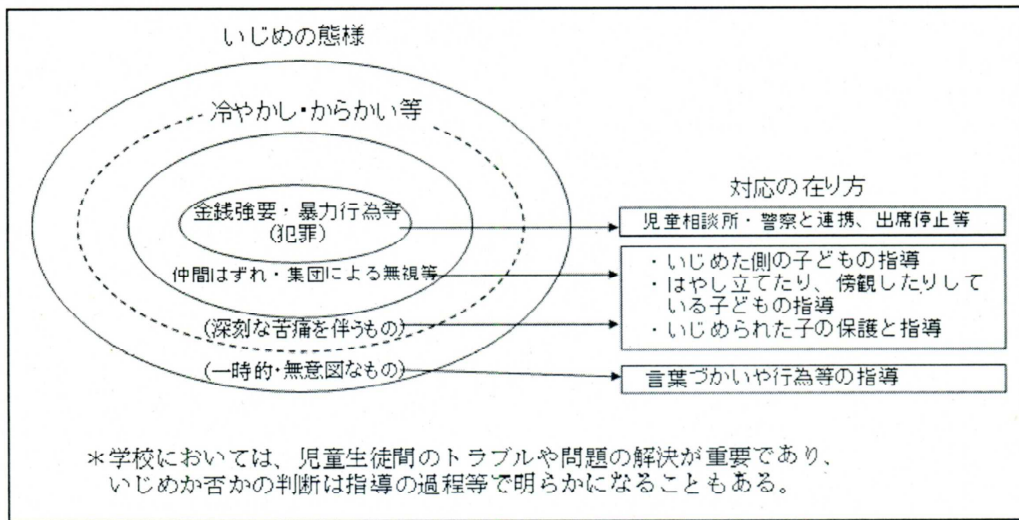 いじめの態様
冷やかし・からかい等
金銭強要・暴力行為等
(犯罪)
仲間はずれ・集団による無視等
(深刻な苦痛を伴うもの)
(一時的・無意図なもの)
対応の在り方
児童相談所・警察と連携、出席停止等
・いじめた側の子どもの指導
・はやし立てたり、傍観したりして
いる子どもの指導
・いじめられた子の保護と指導
言葉づかいや行為等の指導
＊学校においては、児童生徒間のトラブルや問題の解決が重要であり、
いじめか否かの判断は指導の過程等で明らかになることもある。